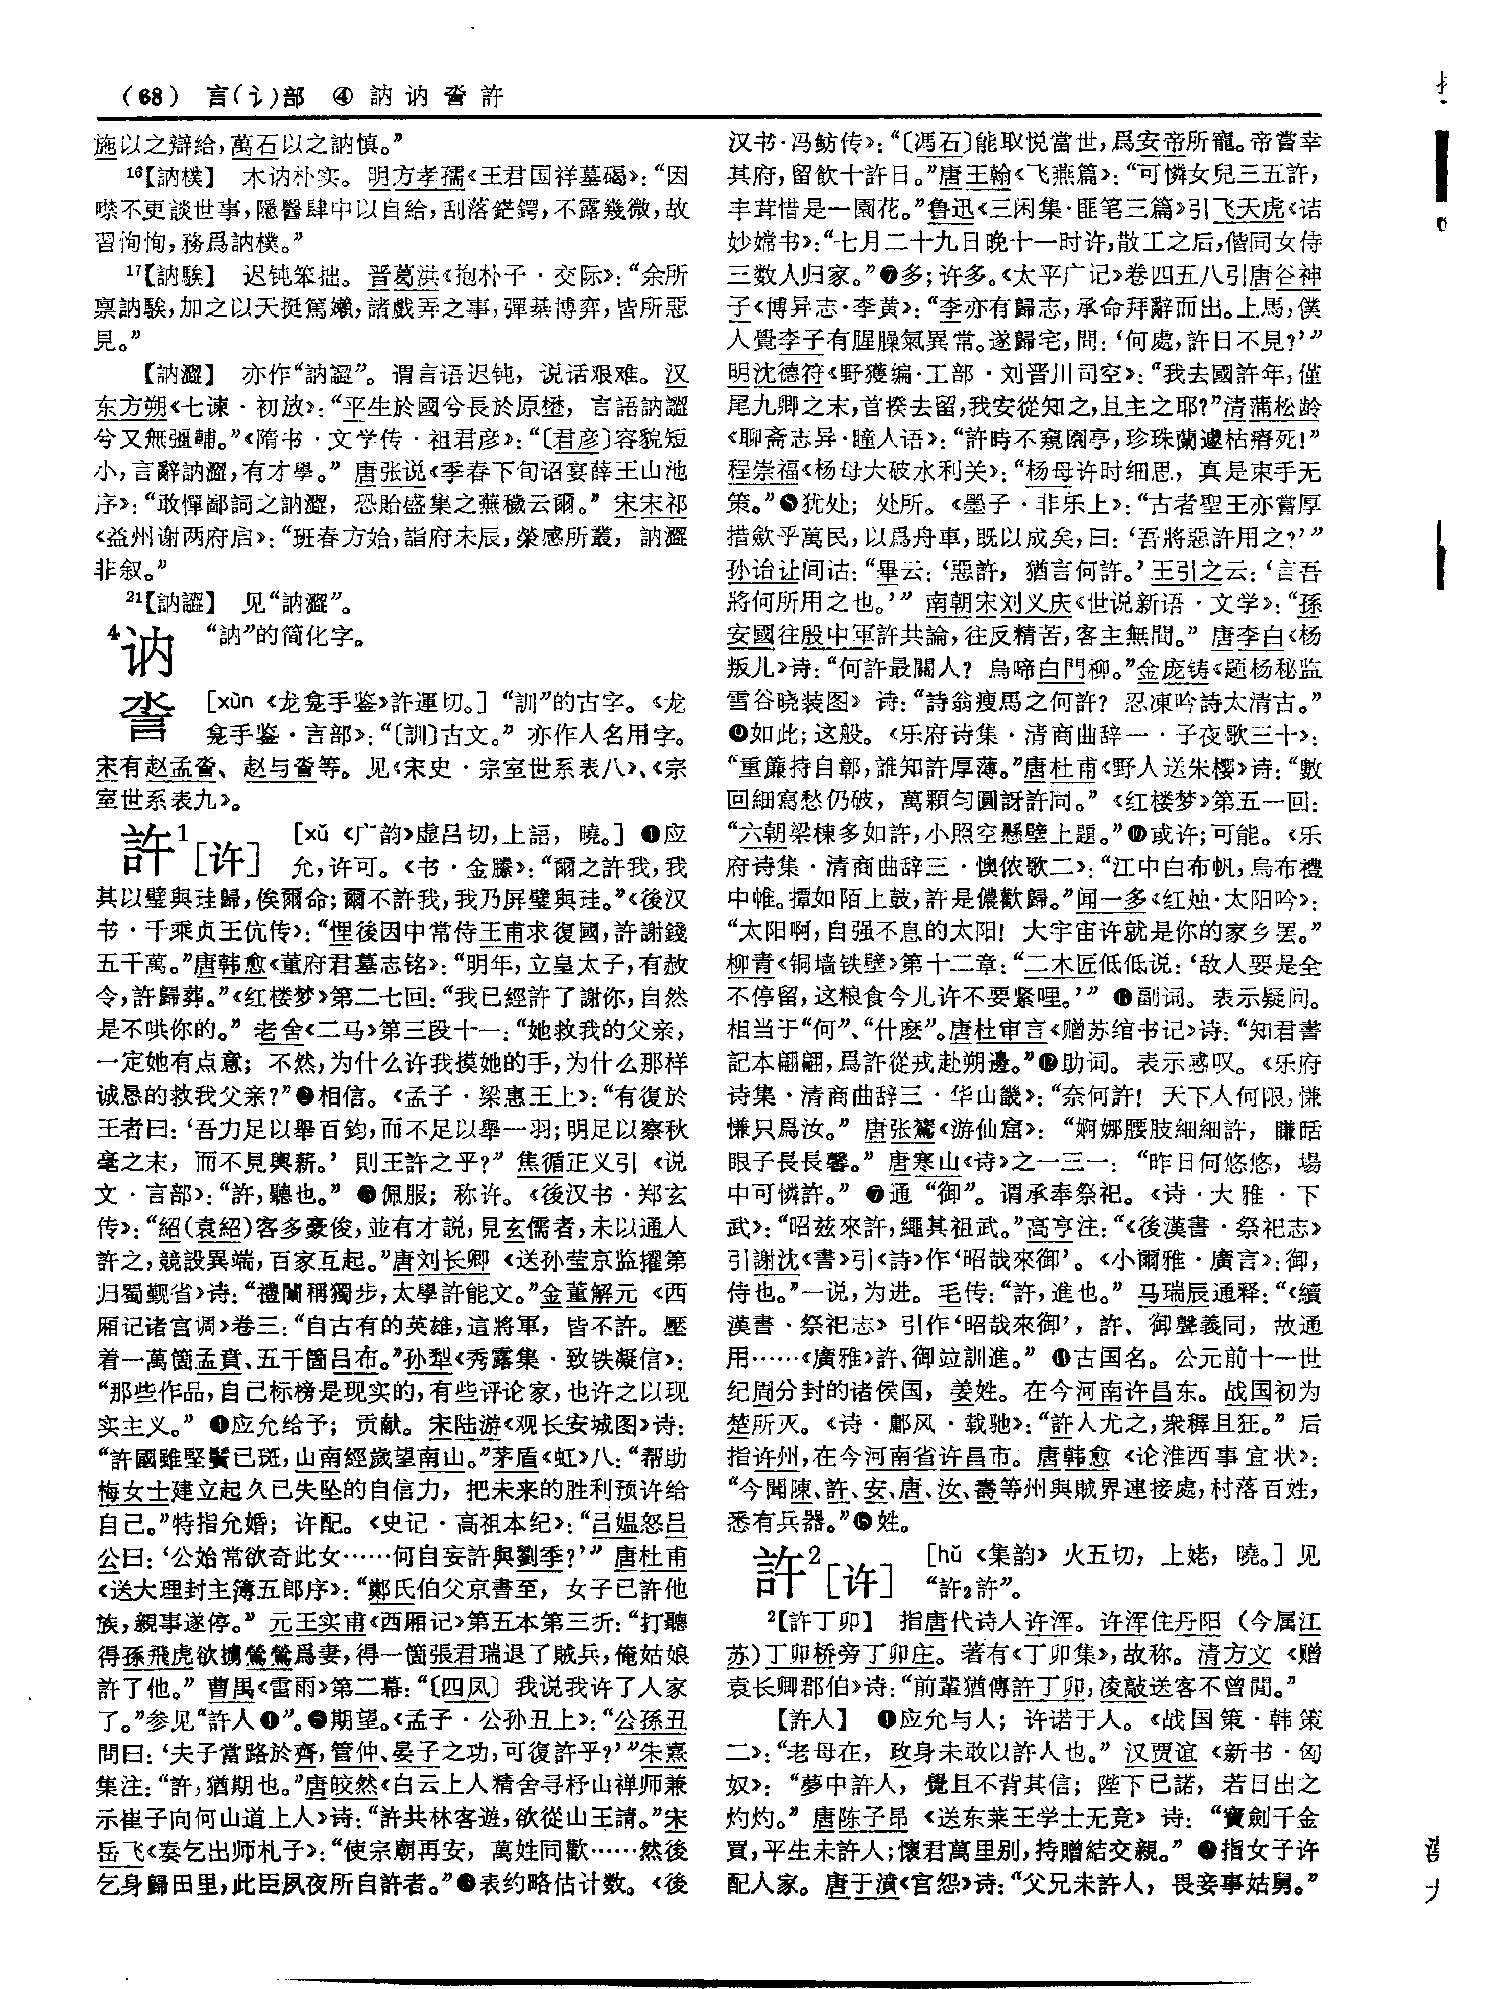 (68) 言(讠)部 ④ 訥讷㖧許
施以之辯給,萬石以之訥慎。”
16【訥樸】 木讷朴实。明方孝孺《王君国祥墓碣》:“因
噤不更談世事,隱醫肆中以自給,刮落鋩鍔,不露幾微,故
習恂恂,務爲訥樸。”
17【訥騃】 迟钝笨拙。晋葛洪《抱朴子·交际》:“余所
禀訥騃,加之以天挺篤嬾,諸戲弄之事,彈棊博弈,皆所惡
見。”
【訥澀】 亦作“訥譅”。谓言语迟钝,说话艰难。汉
东方朔《七谏·初放》:“平生於國兮長於原壄,言語訥譅
兮又無彊輔。”《隋书·文学传·祖君彦》:“〔君彦〕容貌短
小,言辭訥澀,有才學。”唐张说《季春下旬诏宴薛王山池
序》:“敢憚鄙詞之訥澀,恐貽盛集之蕪穢云爾。”宋宋祁
《益州谢两府启》:“班春方始,詣府未辰,榮感所叢,訥澀
非叙。”
21【訥譅】 见“訥澀”。
4讷 “訥”的简化字。
[xùn《龙龛手鉴》許運切。]“訓”的古字。《龙
龛手鉴·言部》:“〔訓〕古文。”亦作人名用字。
宋有赵孟、赵与等。见《宋史·宗室世系表八》、《宗
室世系表九》。
許1[许] [xǔ《广韵》虚吕切,上語,曉。]❶应
允,许可。《书·金縢》:“爾之許我,我
其以璧與珪歸,俟爾命;爾不許我,我乃屏璧與珪。”《後汉
书·千乘贞王伉传》:“悝後因中常侍王甫求復國,許謝錢
五千萬。”唐韩愈《董府君墓志铭》:“明年,立皇太子,有赦
令,許歸葬。”《红楼梦》第二七回:“我已經許了謝你,自然
是不哄你的。”老舍《二马》第三段十一:“她救我的父亲,
一定她有点意;不然,为什么许我摸她的手,为什么那样
诚恳的救我父亲?”❷相信。《孟子·梁惠王上》:“有復於
王者曰:‘吾力足以舉百鈞,而不足以舉一羽;明足以察秋
毫之末,而不見輿薪。’則王許之乎?”焦循正义引《说
文·言部》:“許,聽也。”❸佩服;称许。《後汉书·郑玄
传》:“紹(袁紹)客多豪俊,並有才説,見玄儒者,未以通人
許之,競設異端,百家互起。”唐刘长卿《送孙莹京监擢第
归蜀觐省》诗:“禮闈稱獨步,太學許能文。”金董解元《西
厢记诸宫调》卷三:“自古有的英雄,這將軍,皆不許。壓
着一萬箇孟賁、五千箇吕布。”孙犁《秀露集·致铁凝信》:
“那些作品,自己标榜是现实的,有些评论家,也许之以现
实主义。”❹应允给予;贡献。宋陆游《观长安城图》诗:
“許國雖堅鬢已斑,山南經歲望南山。”茅盾《虹》八:“帮助
梅女士建立起久已失坠的自信力,把未来的胜利预许给
自己。”特指允婚;许配。《史记·高祖本纪》:“吕媪怒吕
公曰:‘公始常欲奇此女……何自妄許與劉季?’”唐杜甫
《送大理封主簿五郎序》:“鄭氏伯父京書至,女子已許他
族,親事遂停。”元王实甫《西厢记》第五本第三折:“打聽
得孫飛虎欲擄鶯鶯爲妻,得一箇張君瑞退了賊兵,俺姑娘
許了他。”曹禺《雷雨》第二幕:“〔四凤〕我说我许了人家
了。”参见“許人❶”。❺期望。《孟子·公孙丑上》:“公孫丑
問曰:‘夫子當路於齊,管仲、晏子之功,可復許乎?’”朱熹
集注:“許,猶期也。”唐皎然《白云上人精舍寻杼山禅师兼
示崔子向何山道上人》诗:“許共林客遊,欲從山王請。”宋
岳飞《奏乞出师札子》:“使宗廟再安,萬姓同歡……然後
乞身歸田里,此臣夙夜所自許者。”❻表约略估计数。《後
汉书·冯鲂传》:“〔馮石〕能取悦當世,爲安帝所寵。帝嘗幸
其府,留飲十許日。”唐王翰《飞燕篇》:“可憐女兒三五許,
丰茸惜是一園花。”鲁迅《三闲集·匪笔三篇》引飞天虎《诘
妙嫦书》:“七月二十九日晚十一时许,散工之后,偕同女侍
三数人归家。”❼多;许多。《太平广记》卷四五八引唐谷神
子《博异志·李黄》:“李亦有歸志,承命拜辭而出。上馬,僕
人覺李子有腥臊氣異常。遂歸宅,問:‘何處,許日不見?’”
明沈德符《野獲编·工部·刘晋川司空》:“我去國許年,僅
尾九卿之末,首揆去留,我安從知之,且主之耶?”清蒲松龄
《聊斋志异·瞳人语》:“許時不窺園亭,珍珠蘭遽枯瘠死!”
程崇福《杨母大破水利关》:“杨母许时细思,真是束手无
策。”❽犹处;处所。《墨子·非乐上》:“古者聖王亦嘗厚
措歛乎萬民,以爲舟車,既以成矣,曰:‘吾將惡許用之?’”
孙诒让间诂:“畢云:‘惡許,猶言何許。’王引之云:‘言吾
將何所用之也。’”南朝宋刘义庆《世说新语·文学》:“孫
安國往殷中軍許共論,往反精苦,客主無間。”唐李白《杨
叛儿》诗:“何許最關人?烏啼白門柳。”金庞铸《题杨秘监
雪谷晓装图》诗:“詩翁瘦馬之何許?忍凍吟詩太清古。”
❾如此;这般。《乐府诗集·清商曲辞一·子夜歌三十》:
“重簾持自鄣,誰知許厚薄。”唐杜甫《野人送朱樱》诗:“數
回細寫愁仍破,萬顆匀圓訝許同。”《红楼梦》第五一回:
“六朝梁棟多如許,小照空懸壁上題。”❿或许;可能。《乐
府诗集·清商曲辞三·懊侬歌二》:“江中白布帆,烏布禮
中帷。撢如陌上鼓,許是儂歡歸。”闻一多《红烛·太阳吟》:
“太阳啊,自强不息的太阳!大宇宙许就是你的家乡罢。”
柳青《铜墙铁壁》第十二章:“二木匠低低说:‘敌人要是全
不停留,这粮食今儿许不要紧哩。’”⓫副词。表示疑问。
相当于“何”、“什麽”。唐杜审言《赠苏绾书记》诗:“知君書
記本翩翩,爲許從戎赴朔邊。”⓬助词。表示感叹。《乐府
诗集·清商曲辞三·华山畿》:“奈何許!天下人何限,慊
慊只爲汝。”唐张鷟《游仙窟》:“婀娜腰肢細細許,賺𧵳
眼子長長馨。”唐寒山《诗》之一三一:“昨日何悠悠,場
中可憐許。”⓭通“御”。谓承奉祭祀。《诗·大雅·下
武》:“昭兹來許,繩其祖武。”高亨注:“《後漢書·祭祀志》
引謝沈《書》引《詩》作‘昭哉來御’。《小爾雅·廣言》:御,
侍也。”一说,为进。毛传:“許,進也。”马瑞辰通释:“《續
漢書·祭祀志》引作‘昭哉來御’,許、御聲義同,故通
用……《廣雅》許、御竝訓進。”⓮古国名。公元前十一世
纪周分封的诸侯国,姜姓。在今河南许昌东。战国初为
楚所灭。《诗·鄘风·载驰》:“許人尤之,衆穉且狂。”后
指许州,在今河南省许昌市。唐韩愈《论淮西事宜状》:
“今聞陳、許、安、唐、汝、壽等州與賊界連接處,村落百姓,
悉有兵器。”⓯姓。
許2[许] [hǔ《集韵》火五切,上姥,曉。]见
“許2許”。
2【許丁卯】 指唐代诗人许浑。许浑住丹阳(今属江
苏)丁卯桥旁丁卯庄。著有《丁卯集》,故称。清方文《赠
袁长卿郡伯》诗:“前輩猶傳許丁卯,凌敲送客不曾聞。”
【許人】 ❶应允与人;许诺于人。《战国策·韩策
二》:“老母在,政身未敢以許人也。”汉贾谊《新书·匈
奴》:“夢中許人,覺且不背其信;陛下已諾,若日出之
灼灼。”唐陈子昂《送东莱王学士无竞》诗:“寶劍千金
買,平生未許人;懷君萬里别,持贈結交親。”❷指女子许
配人家。唐于濆《宫怨》诗:“父兄未許人,畏妾事姑舅。”